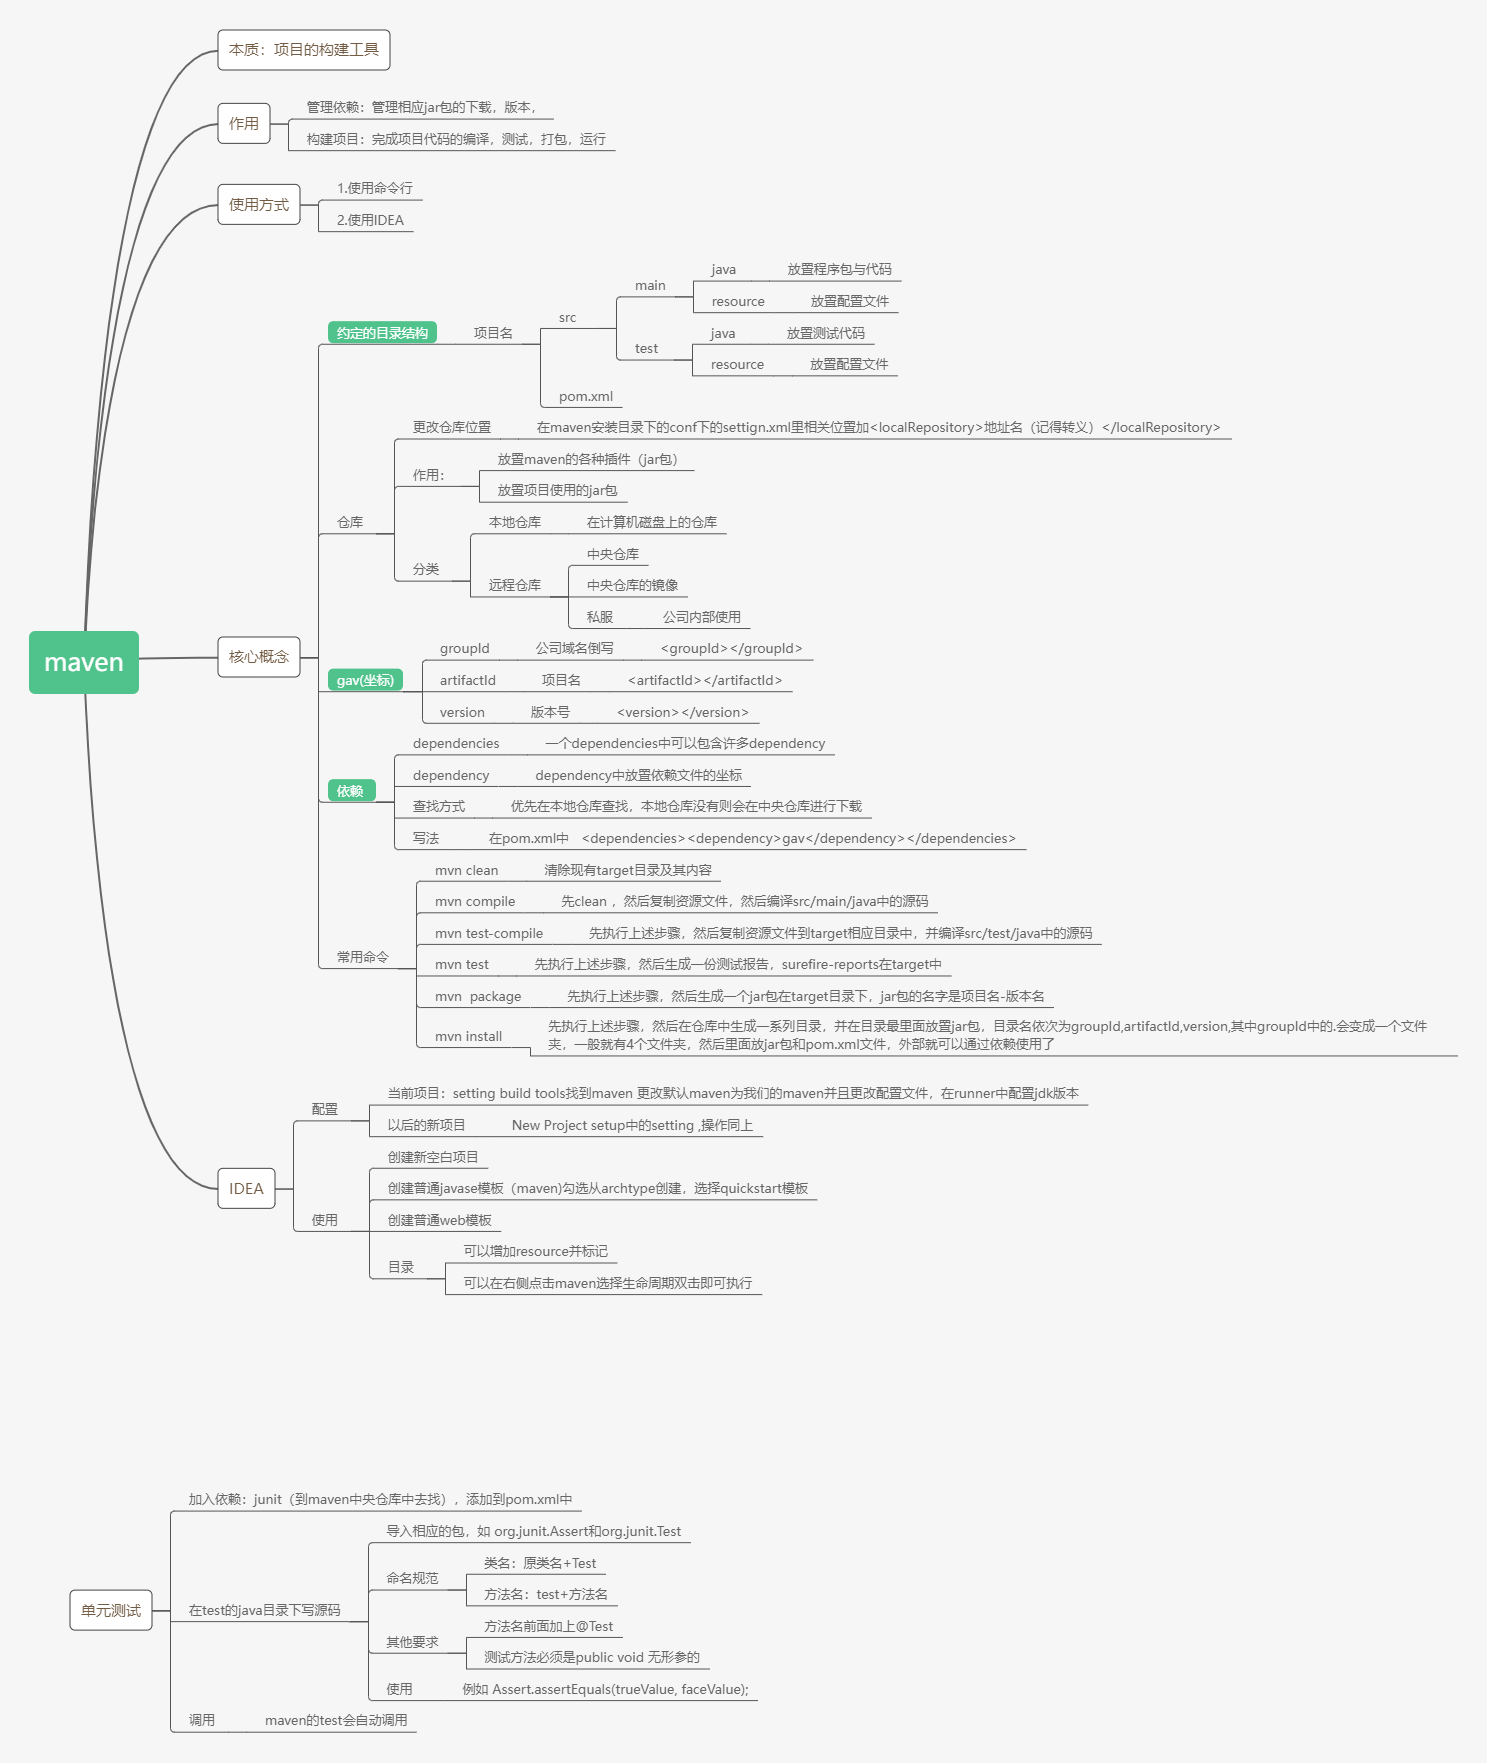 本质：项目的构建工具
作用
管理依赖：管理相应jar包的下载，版本，
构建项目：完成项目代码的编译，测试，打包，运行
使用方式
1.使用命令行
2.使用IDEA
maven
核心概念
约定的目录结构
项目名
src
main
java
放置程序包与代码
resource
放置配置文件
test
java
放置测试代码
resource
放置配置文件
pom.xml
仓库
更改仓库位置
在maven安装目录下的conf下的settign.xml里相关位置加<localRepository>地址名（记得转义）</localRepository>
作用：
放置maven的各种插件（jar包）
放置项目使用的jar包
分类
本地仓库
在计算机磁盘上的仓库
远程仓库
中央仓库
中央仓库的镜像
私服
公司内部使用
gav(坐标)
groupId
公司域名倒写
<groupId></groupId>
artifactId
项目名
<artifactId></artifactId>
version
版本号
<version></version>
依赖
dependencies
一个dependencies中可以包含许多dependency
dependency
dependency中放置依赖文件的坐标
查找方式
优先在本地仓库查找，本地仓库没有则会在中央仓库进行下载
写法
在pom.xml中 <dependencies><dependency>gav</dependency></dependencies>
常用命令
mvn clean
清除现有target目录及其内容
mvn compile
先clean ，然后复制资源文件，然后编译src/main/java中的源码
mvn test-compile
先执行上述步骤，然后复制资源文件到target相应目录中，并编译src/test/java中的源码
mvn test
先执行上述步骤，然后生成一份测试报告，surefire-reports在target中
mvn package
先执行上述步骤，然后生成一个jar包在target目录下，jar包的名字是项目名-版本名
mvn install
先执行上述步骤，然后在仓库中生成一系列目录，并在目录最里面放置jar包，目录名依次为groupId,artifactId,version,其中groupId中的.会变成一个文件
夹，一般就有4个文件夹，然后里面放jar包和pom.xml文件，外部就可以通过依赖使用了
IDEA
配置
当前项目：setting build tools找到maven 更改默认maven为我们的maven并且更改配置文件，在runner中配置jdk版本
以后的新项目
New Project setup中的setting ,操作同上
使用
创建新空白项目
创建普通javase模板（maven)勾选从archtype创建，选择quickstart模板
创建普通web模板
目录
可以增加resource并标记
可以在右侧点击maven选择生命周期双击即可执行
单元测试
加入依赖：junit（到maven中央仓库中去找），添加到pom.xml中
在test的java目录下写源码
导入相应的包，如 org.junit.Assert和org.junit.Test
命名规范
类名：原类名+Test
方法名：test+方法名
其他要求
方法名前面加上@Test
测试方法必须是public void 无形参的
使用
例如 Assert.assertEquals(trueValue, faceValue);
调用
maven的test会自动调用